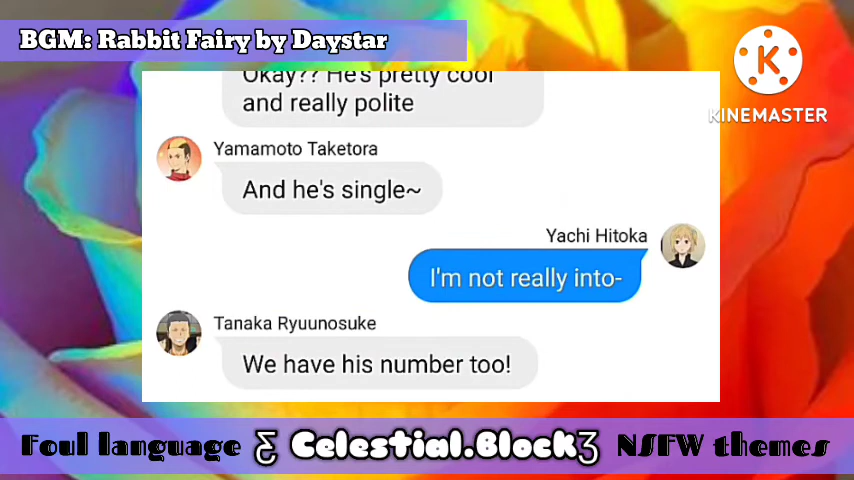 BGM: Rabbit Fairy by Daystar
KINEMASTER
Okay?? He's pretty cool
and really polite
Yamamoto Taketora
And he's single~
Yachi Hitoka
I'm not really into-
Tanaka Ryuunosuke
We have his number too!
Foul language Ƹ Celestial.BlockƷ NSFW themes